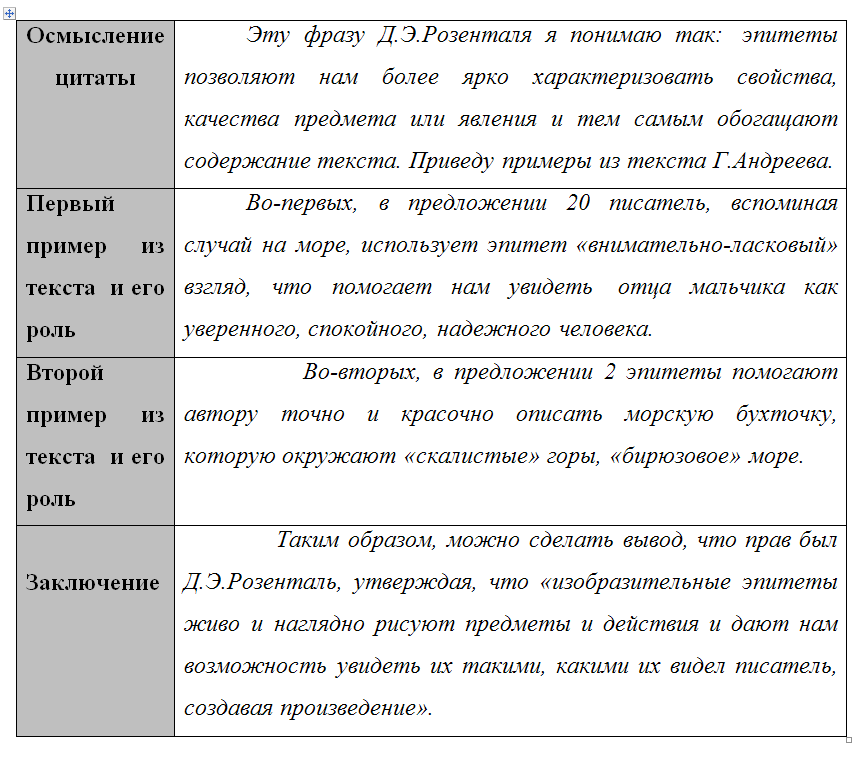 Осмысление
цитаты
Эту фразу Д.Э.Розенталя я понимаю так: эпитеты
позволяют нам более ярко характеризовать свойства,
качества предмета или явления и тем самым обогащают
содержание текста. Приведу примеры из текста Г.Андреева.
Первый
пример из
текста и его
роль
Во-первых, в предложении 20 писатель, вспоминая
случай на море, использует эпитет «внимательно-ласковый»
взгляд, что помогает нам увидеть отца мальчика как
уверенного, спокойного, надежного человека.
Второй
пример из
текста и его
роль
Во-вторых, в предложении 2 эпитеты помогают
автору точно и красочно описать морскую бухточку,
которую окружают «скалистые» горы, «бирюзовое» море.
Заключение
Таким образом, можно сделать вывод, что прав был
Д.Э.Розенталь, утверждая, что «изобразительные эпитеты
живо и наглядно рисуют предметы и действия и дают нам
возможность увидеть их такими, какими их видел писатель,
создавая произведение».